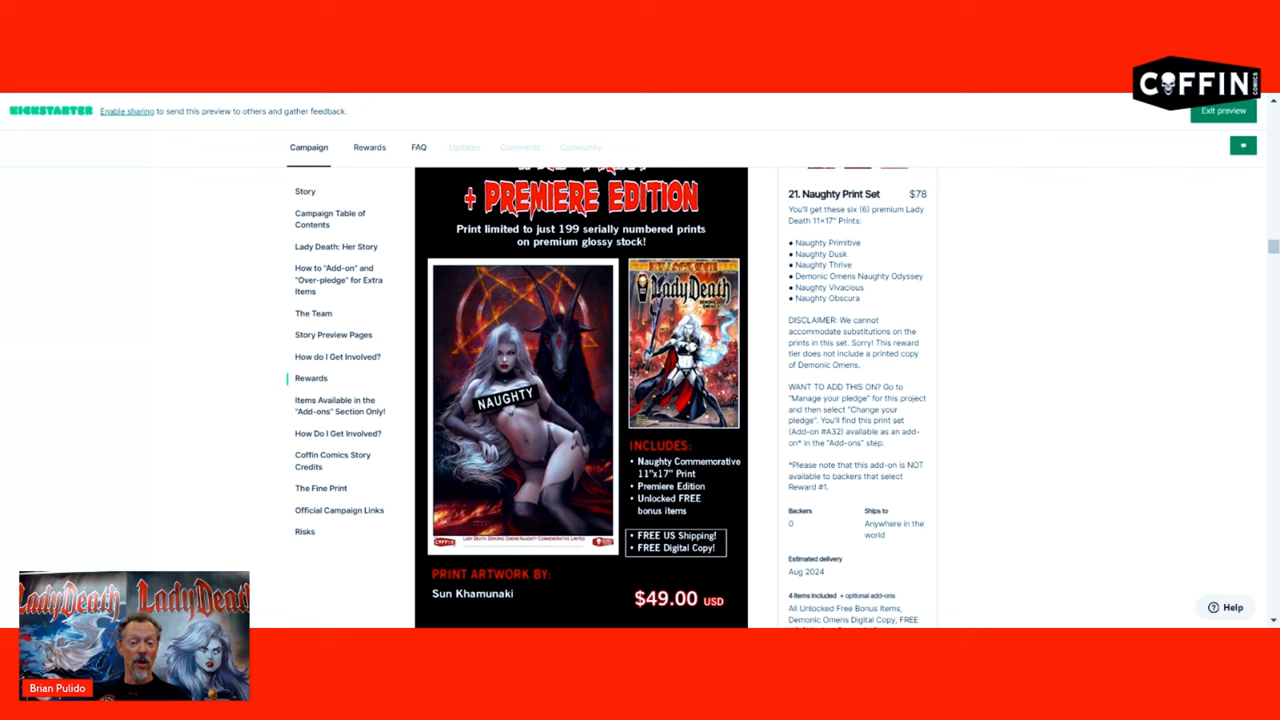 COFFIN COMICS
KICKSTARTER
Enable sharing to send this preview to others and gather feedback.
Exit preview
Campaign
Rewards
FAQ
Updates
Comments
Community
Story
Campaign Table of
Contents
Lady Death: Her Story
How to "Add-on" and
"Over-pledge" for Extra
Items
The Team
Story Preview Pages
How do I Get Involved?
Rewards
Items Available in the
"Add-ons" Section Only!
How Do I Get Involved?
Coffin Comics Story
Credits
The Fine Print
Official Campaign Links
Risks
+ PREMIERE EDITION
Print limited to just 199 serially numbered prints
on premium glossy stock!
NAUGHTY
COFFIN
LADY DEATH: DEMONIC OMENS NAUGHTY COMMEMORATIVE LIMITED
LadyDeath
INCLUDES:
• Naughty Commemorative
11"x17" Print
• Premiere Edition
• Unlocked FREE
bonus items
• FREE US Shipping!
• FREE Digital Copy!
PRINT ARTWORK BY:
Sun Khamunaki
$49.00 USD
21. Naughty Print Set $78
You'll get these six (6) premium Lady
Death 11×17" Prints:
● Naughty Primitive
● Naughty Dusk
● Naughty Thrive
● Demonic Omens Naughty Odyssey
● Naughty Vivacious
● Naughty Obscura
DISCLAIMER: We cannot
accommodate substitutions on the
prints in this set. Sorry! This reward
tier does not include a printed copy
of Demonic Omens.
WANT TO ADD THIS ON? Go to
"Manage your pledge" for this project
and then select "Change your
pledge". You'll find this print set
(Add-on #A32) available as an add-
on* in the "Add-ons" step.
*Please note that this add-on is NOT
available to backers that select
Reward #1.
Backers
0
Ships to
Anywhere in the
world
Estimated delivery
Aug 2024
4 items included + optional add-ons
All Unlocked Free Bonus Items,
Demonic Omens Digital Copy, FREE
Help
LadyDeath
LadyDeath
Brian Pulido